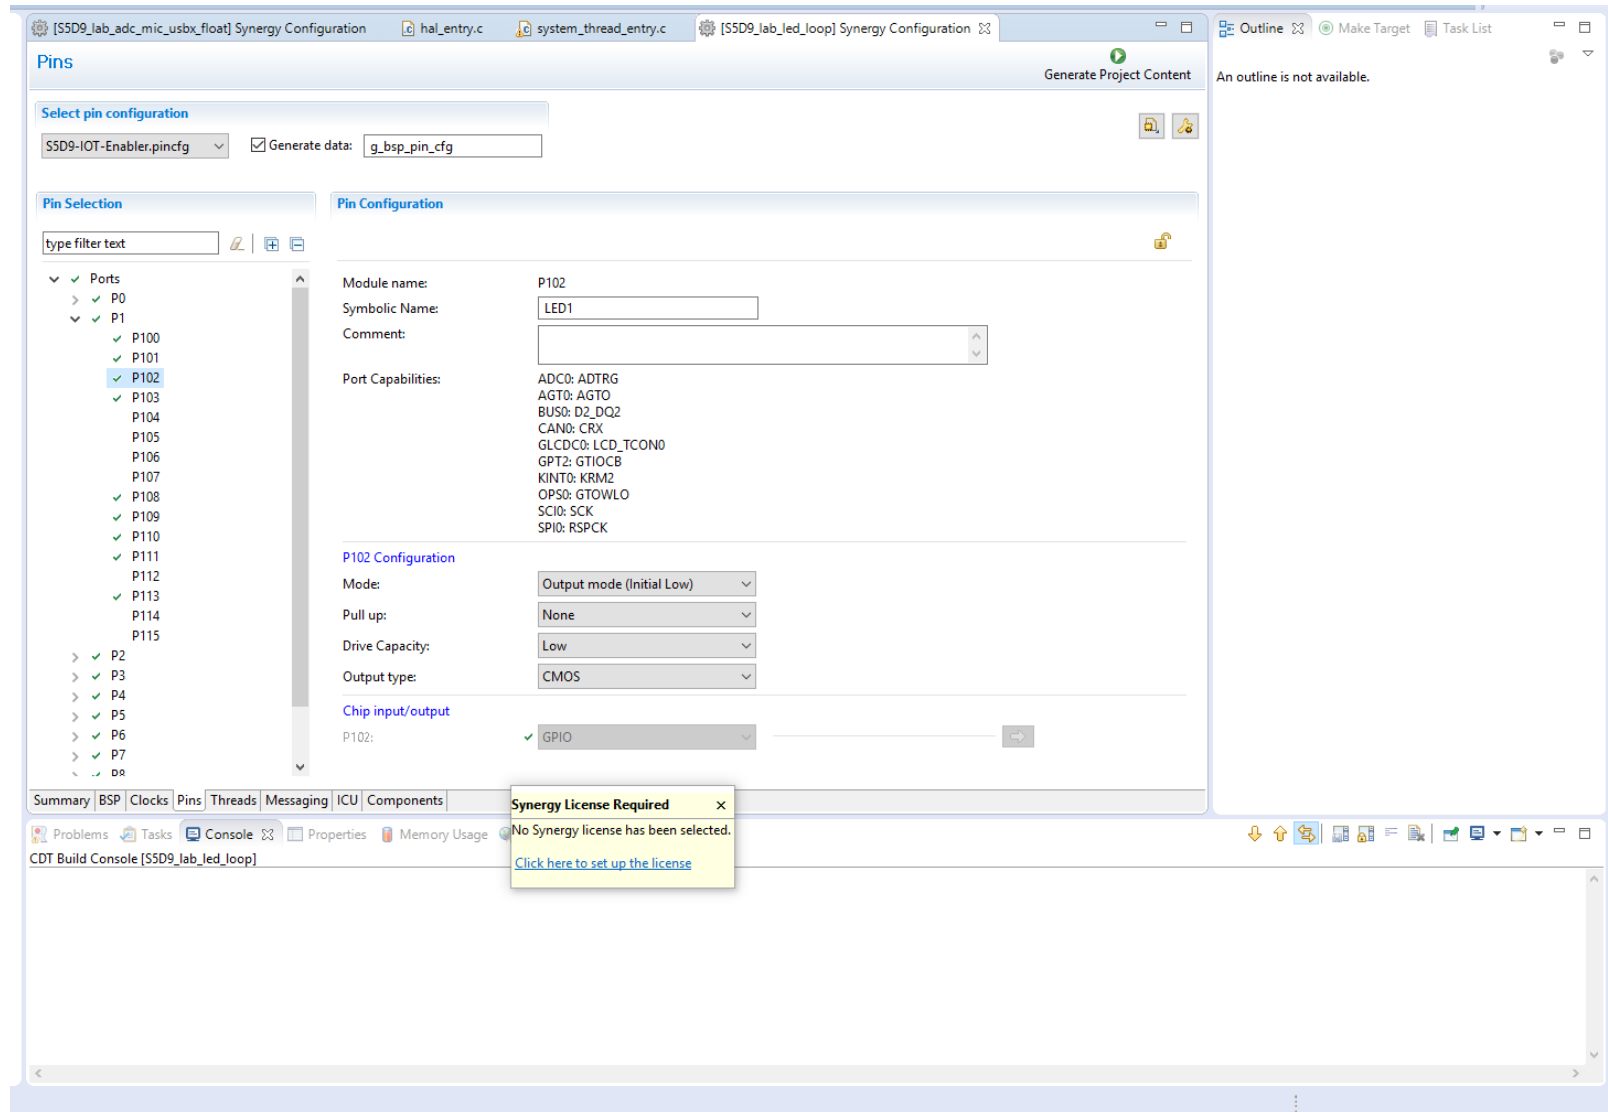 [S5D9_lab_adc_mic_usbx_float] Synergy Configuration
hal_entry.c
system_thread_entry.c
[S5D9_lab_led_loop] Synergy Configuration
Outline
Make Target
Task List
Pins
Generate Project Content
An outline is not available.
Select pin configuration
S5D9-IOT-Enabler.pincfg
Generate data:
g_bsp_pin_cfg
Pin Selection
Pin Configuration
type filter text
Ports
P0
P1
P100
P101
P102
P103
P104
P105
P106
P107
P108
P109
P110
P111
P112
P113
P114
P115
P2
P3
P4
P5
P6
P7
P8
Module name: P102
Symbolic Name: LED1
Comment:
Port Capabilities: ADC0: ADTRG
AGT0: AGTO
BUS0: D2_DQ2
CAN0: CRX
GLCDC0: LCD_TCON0
GPT2: GTIOCB
KINT0: KRM2
OPS0: GTOWLO
SCI0: SCK
SPI0: RSPCK
P102 Configuration
Mode: Output mode (Initial Low)
Pull up: None
Drive Capacity: Low
Output type: CMOS
Chip input/output
P102: GPIO
Summary BSP Clocks Pins Threads Messaging ICU Components
Synergy License Required
No Synergy license has been selected.
Click here to set up the license
Problems Tasks Console Properties Memory Usage
CDT Build Console [S5D9_lab_led_loop]